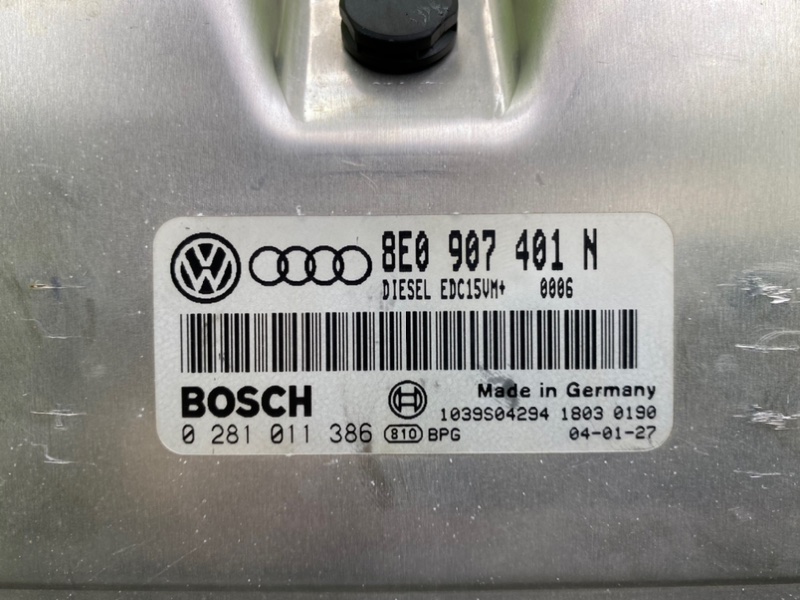 8E0 907 401 N
DIESEL EDC15VM+ 0006
BOSCH
Made in Germany
1039S04294 1803 0190
0 281 011 386 810 BPG 04-01-27